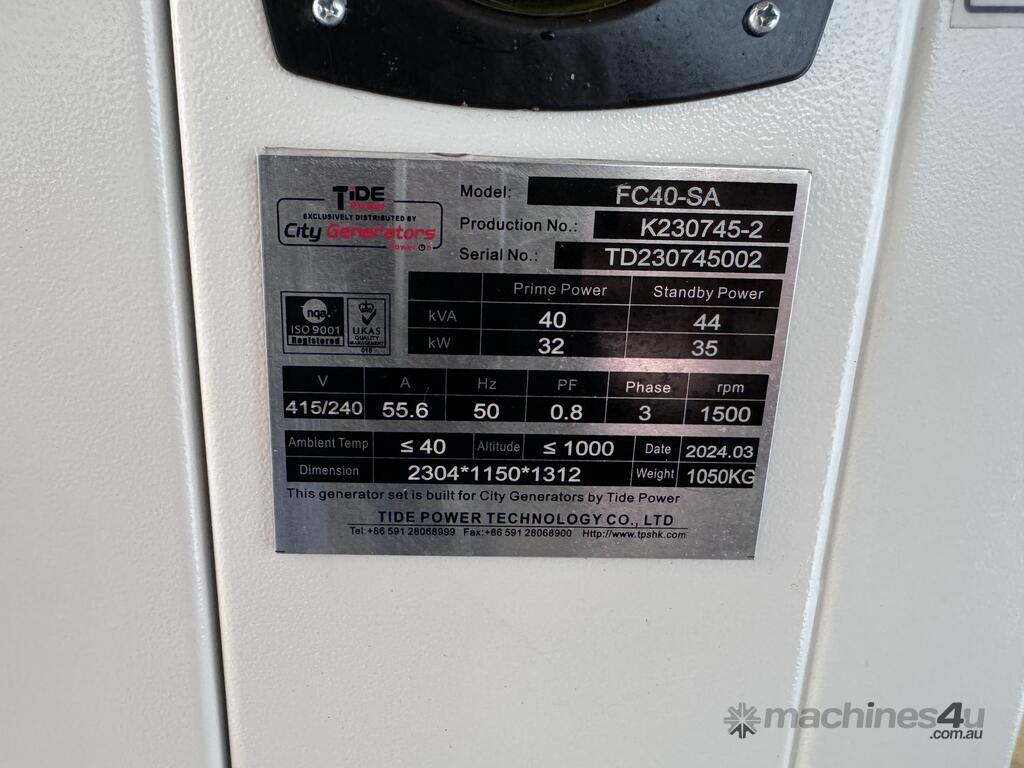 TiDE
Power
EXCLUSIVELY DISTRIBUTED BY
City Generators
Power On
Model: FC40-SA
Production No.: K230745-2
Serial No.: TD230745002
nqa
ISO 9001
Registered
UKAS
QUALITY
MANAGEMENT
015
Prime Power Standby Power
kVA 40 44
kW 32 35
V A Hz PF Phase rpm
415/240 55.6 50 0.8 3 1500
Ambient Temp ≤ 40 Altitude ≤ 1000 Date 2024.03
Dimension 2304*1150*1312 Weight 1050KG
This generator set is built for City Generators by Tide Power
TIDE POWER TECHNOLOGY CO., LTD
Tel:+86 591 28068999 Fax:+86 591 28068900 Http://www.tpshk.com
machines4u
.com.au